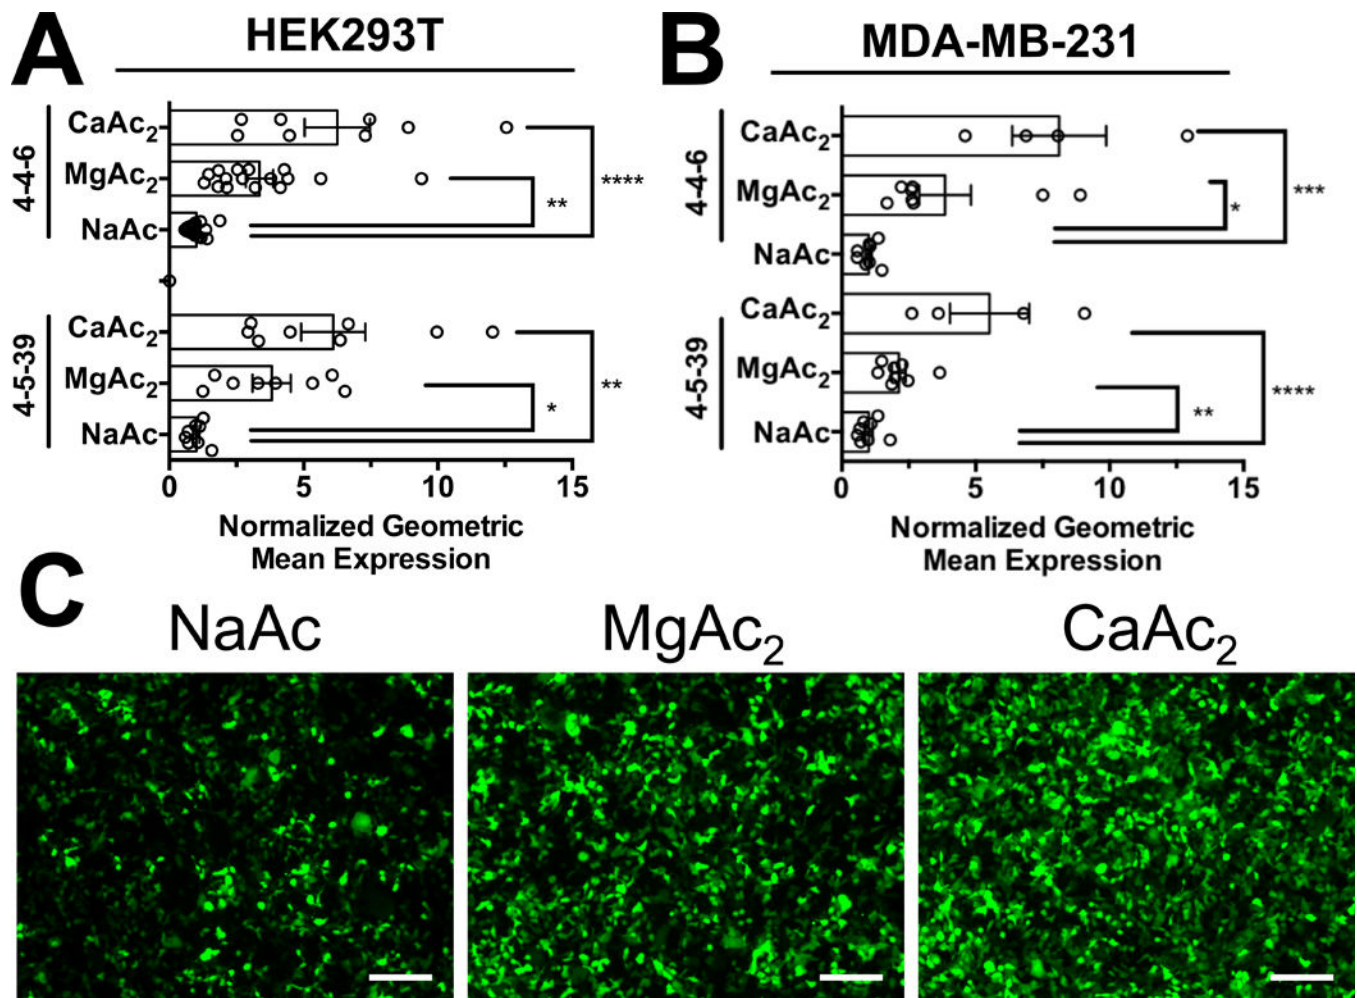 A
HEK293T
4-4-6
CaAc2
MgAc2
NaAc
****
**
4-5-39
CaAc2
MgAc2
NaAc
**
*
0 5 10 15
Normalized Geometric
Mean Expression
B
MDA-MB-231
4-4-6
CaAc2
MgAc2
NaAc
***
*
4-5-39
CaAc2
MgAc2
NaAc
****
**
0 5 10 15
Normalized Geometric
Mean Expression
C
NaAc MgAc2 CaAc2